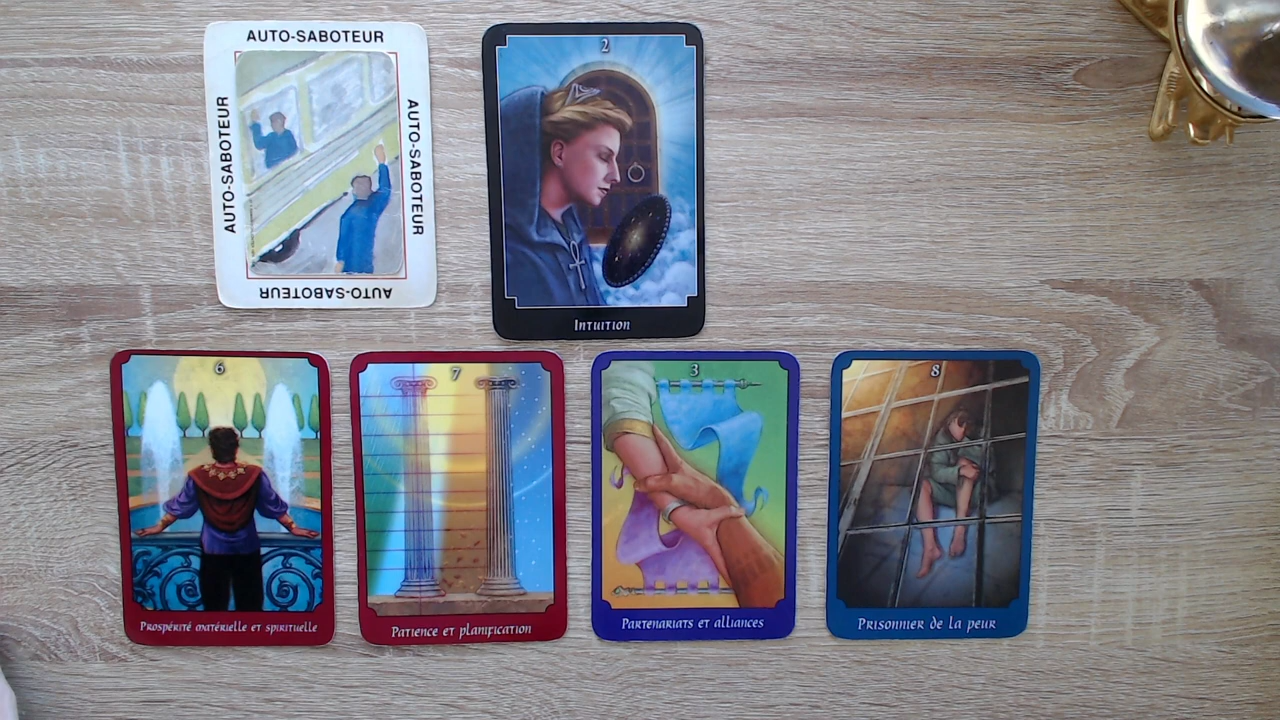 AUTO-SABOTEUR
AUTO-SABOTEUR
AUTO-SABOTEUR
AUTO-SABOTEUR
2
Intuition
6
Prospérité matérielle et spirituelle
7
Patience et planification
3
Partenariats et alliances
8
Prisonnier de la peur